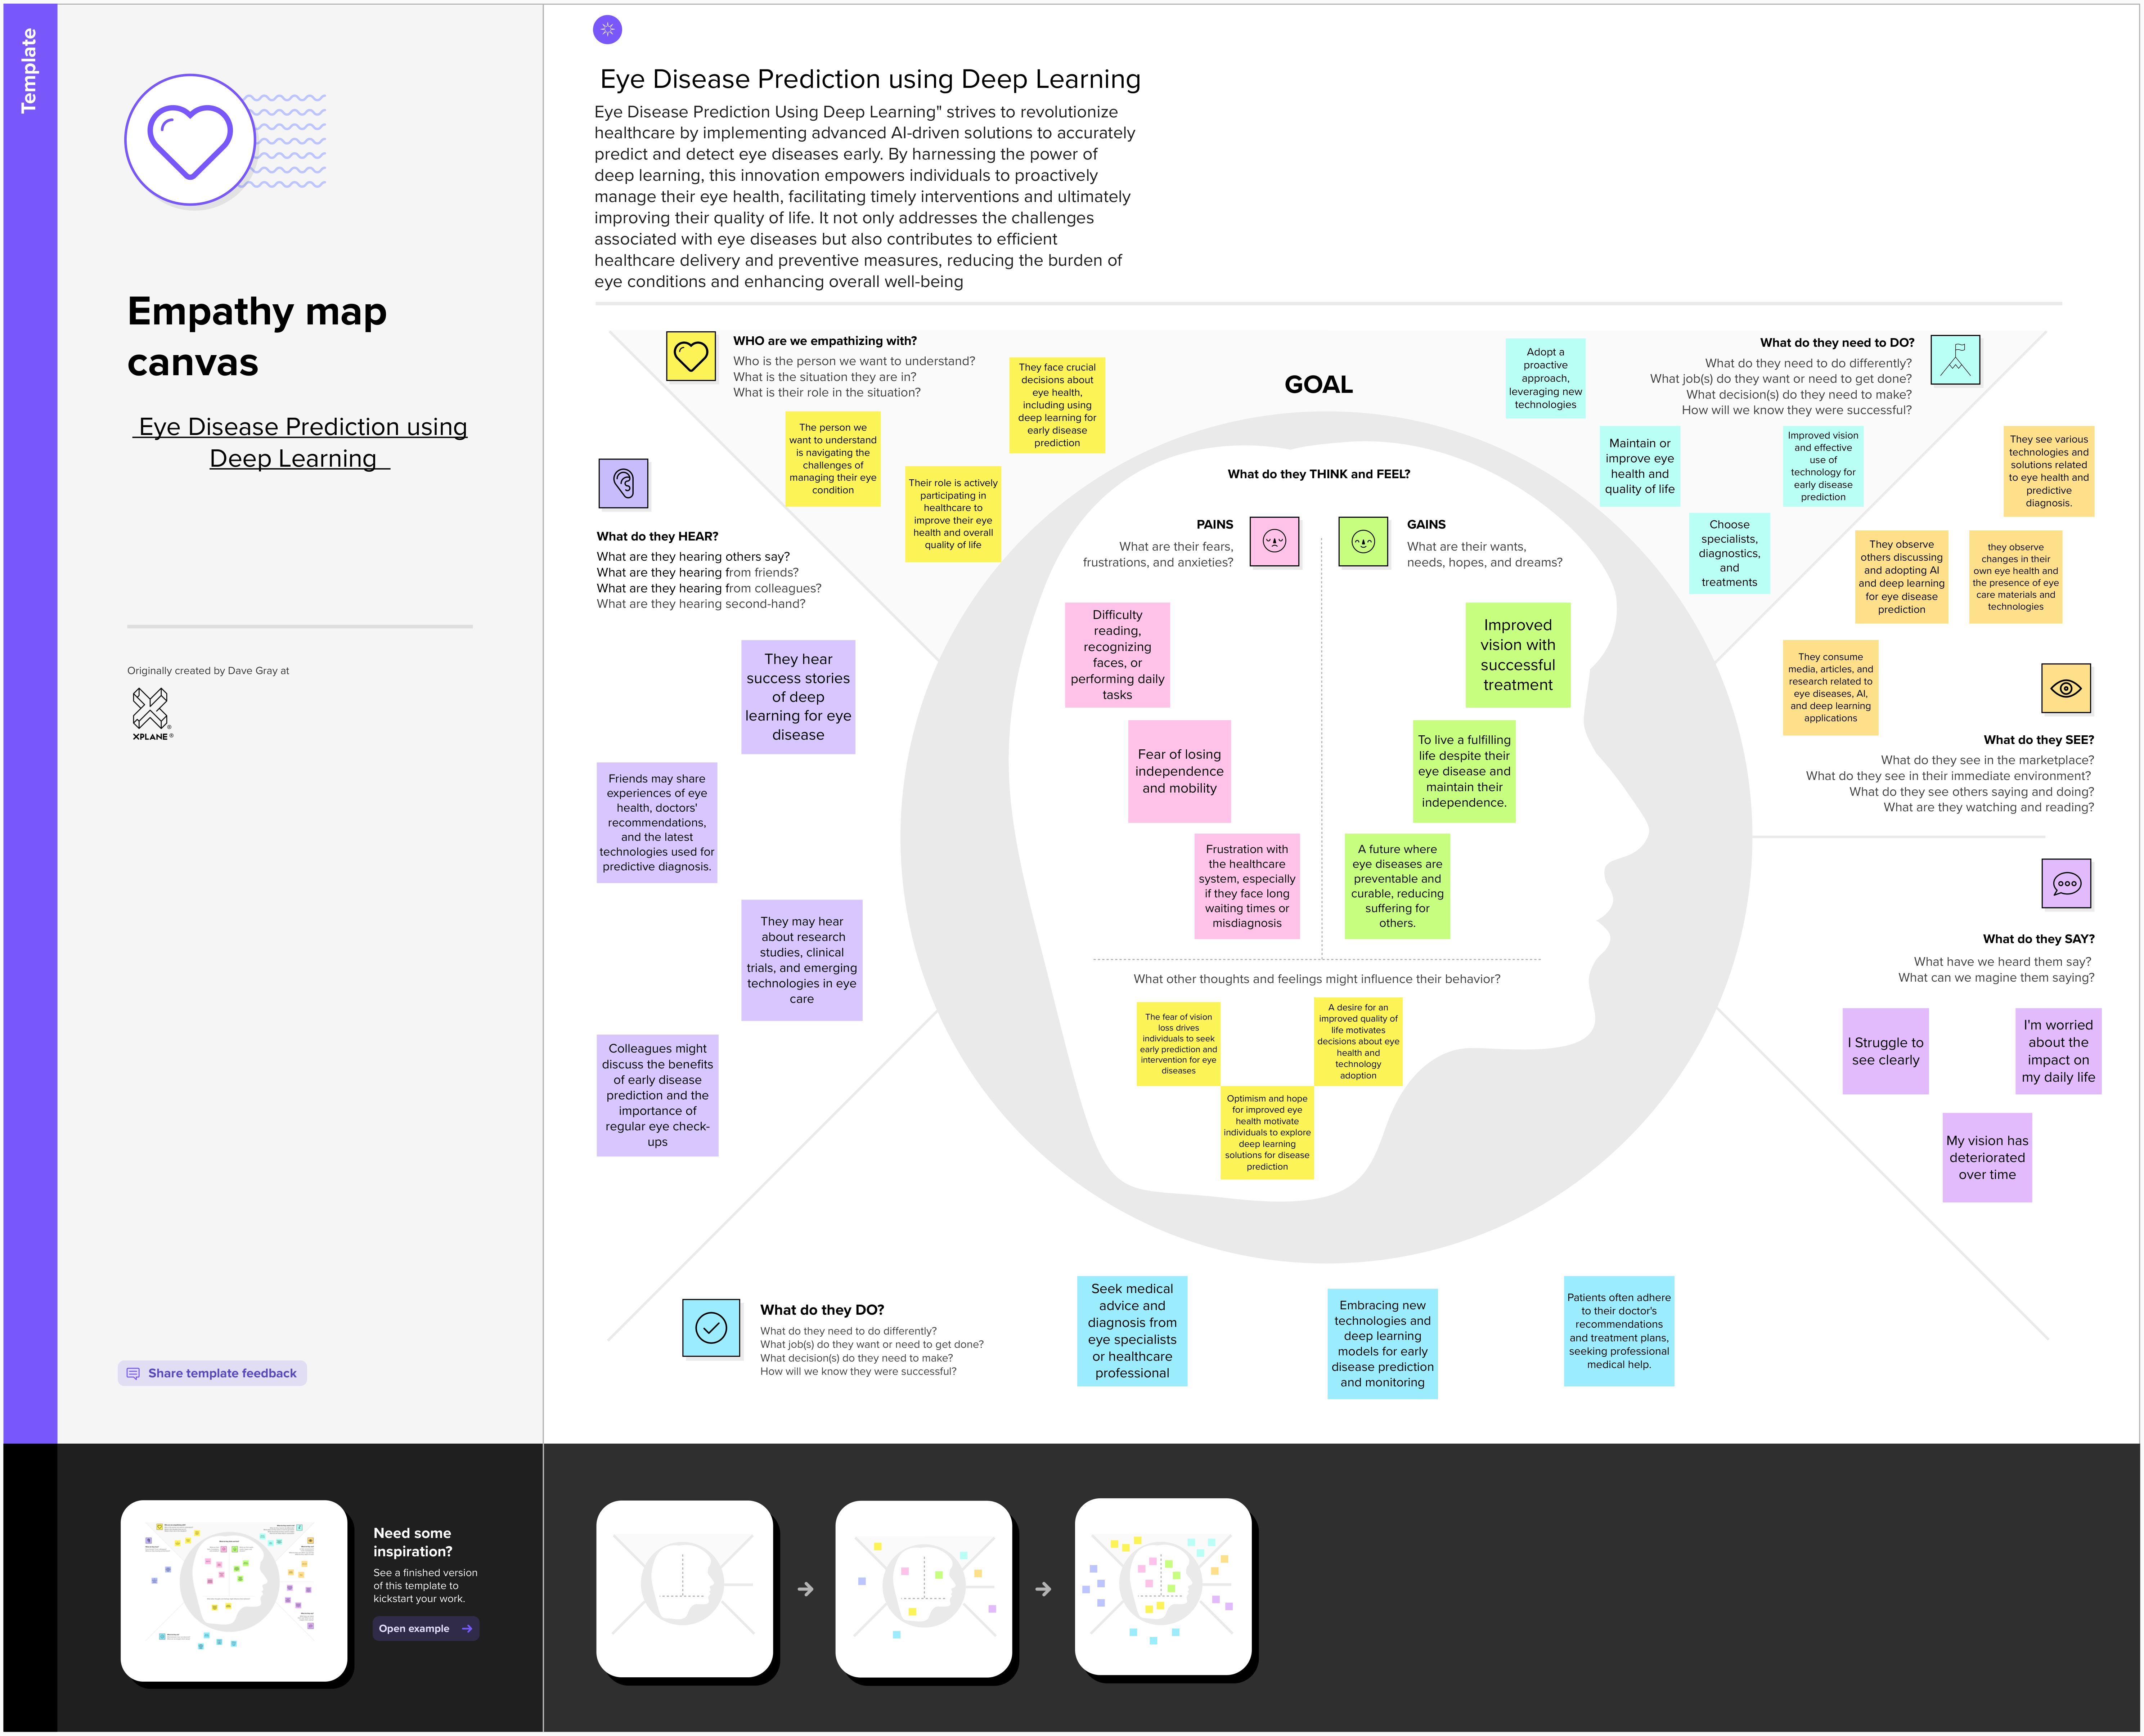 Template
Empathy map
canvas
Eye Disease Prediction using
Deep Learning
Originally created by Dave Gray at
XPLANE®
Share template feedback
Eye Disease Prediction using Deep Learning
Eye Disease Prediction Using Deep Learning" strives to revolutionize
healthcare by implementing advanced AI-driven solutions to accurately
predict and detect eye diseases early. By harnessing the power of
deep learning, this innovation empowers individuals to proactively
manage their eye health, facilitating timely interventions and ultimately
improving their quality of life. It not only addresses the challenges
associated with eye diseases but also contributes to efficient
healthcare delivery and preventive measures, reducing the burden of
eye conditions and enhancing overall well-being
WHO are we empathizing with?
Who is the person we want to understand?
What is the situation they are in?
What is their role in the situation?
The person we
want to understand
is navigating the
challenges of
managing their eye
condition
Their role is actively
participating in
healthcare to
improve their eye
health and overall
quality of life
They face crucial
decisions about
eye health,
including using
deep learning for
early disease
prediction
GOAL
What do they need to DO?
What do they need to do differently?
What job(s) do they want or need to get done?
What decision(s) do they need to make?
How will we know they were successful?
Adopt a
proactive
approach,
leveraging new
technologies
Maintain or
improve eye
health and
quality of life
Improved vision
and effective
use of
technology for
early disease
prediction
Choose
specialists,
diagnostics,
and
treatments
What do they HEAR?
What are they hearing others say?
What are they hearing from friends?
What are they hearing from colleagues?
What are they hearing second-hand?
They hear
success stories
of deep
learning for eye
disease
Friends may share
experiences of eye
health, doctors'
recommendations,
and the latest
technologies used for
predictive diagnosis.
They may hear
about research
studies, clinical
trials, and emerging
technologies in eye
care
Colleagues might
discuss the benefits
of early disease
prediction and the
importance of
regular eye check-
ups
What do they THINK and FEEL?
PAINS
What are their fears,
frustrations, and anxieties?
GAINS
What are their wants,
needs, hopes, and dreams?
Difficulty
reading,
recognizing
faces, or
performing daily
tasks
Fear of losing
independence
and mobility
Frustration with
the healthcare
system, especially
if they face long
waiting times or
misdiagnosis
Improved
vision with
successful
treatment
To live a fulfilling
life despite their
eye disease and
maintain their
independence.
A future where
eye diseases are
preventable and
curable, reducing
suffering for
others.
What other thoughts and feelings might influence their behavior?
The fear of vision
loss drives
individuals to seek
early prediction and
intervention for eye
diseases
A desire for an
improved quality of
life motivates
decisions about eye
health and
technology
adoption
Optimism and hope
for improved eye
health motivate
individuals to explore
deep learning
solutions for disease
prediction
They see various
technologies and
solutions related
to eye health and
predictive
diagnosis.
They observe
others discussing
and adopting AI
and deep learning
for eye disease
prediction
they observe
changes in their
own eye health and
the presence of eye
care materials and
technologies
They consume
media, articles, and
research related to
eye diseases, AI,
and deep learning
applications
What do they SEE?
What do they see in the marketplace?
What do they see in their immediate environment?
What do they see others saying and doing?
What are they watching and reading?
What do they SAY?
What have we heard them say?
What can we magine them saying?
I Struggle to
see clearly
I'm worried
about the
impact on
my daily life
My vision has
deteriorated
over time
What do they DO?
What do they need to do differently?
What job(s) do they want or need to get done?
What decision(s) do they need to make?
How will we know they were successful?
Seek medical
advice and
diagnosis from
eye specialists
or healthcare
professional
Embracing new
technologies and
deep learning
models for early
disease prediction
and monitoring
Patients often adhere
to their doctor's
recommendations
and treatment plans,
seeking professional
medical help.
Need some
inspiration?
See a finished version
of this template to
kickstart your work.
Open example